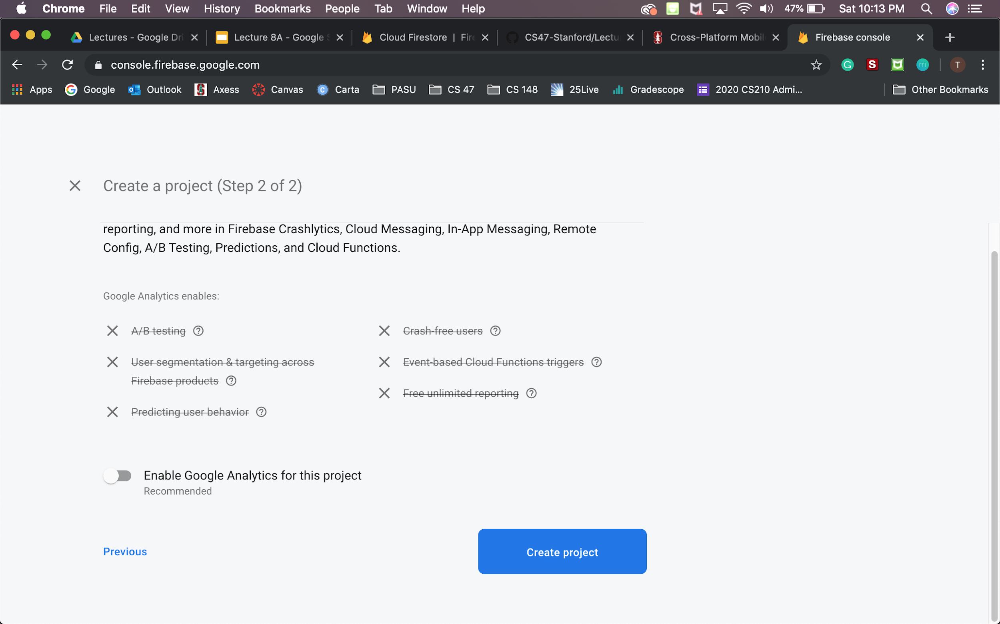 Chrome File Edit View History Bookmarks People Tab Window Help 47% Sat 10:13 PM
Lectures - Google Dri Lecture 8A - Google S Cloud Firestore | Fire CS47-Stanford/Lectu Cross-Platform Mobil Firebase console
console.firebase.google.com
Apps Google Outlook Axess Canvas Carta PASU CS 47 CS 148 25Live Gradescope 2020 CS210 Admi... Other Bookmarks
Create a project (Step 2 of 2)
reporting, and more in Firebase Crashlytics, Cloud Messaging, In-App Messaging, Remote
Config, A/B Testing, Predictions, and Cloud Functions.
Google Analytics enables:
A/B testing
User segmentation & targeting across
Firebase products
Predicting user behavior
Crash-free users
Event-based Cloud Functions triggers
Free unlimited reporting
Enable Google Analytics for this project
Recommended
Previous
Create project